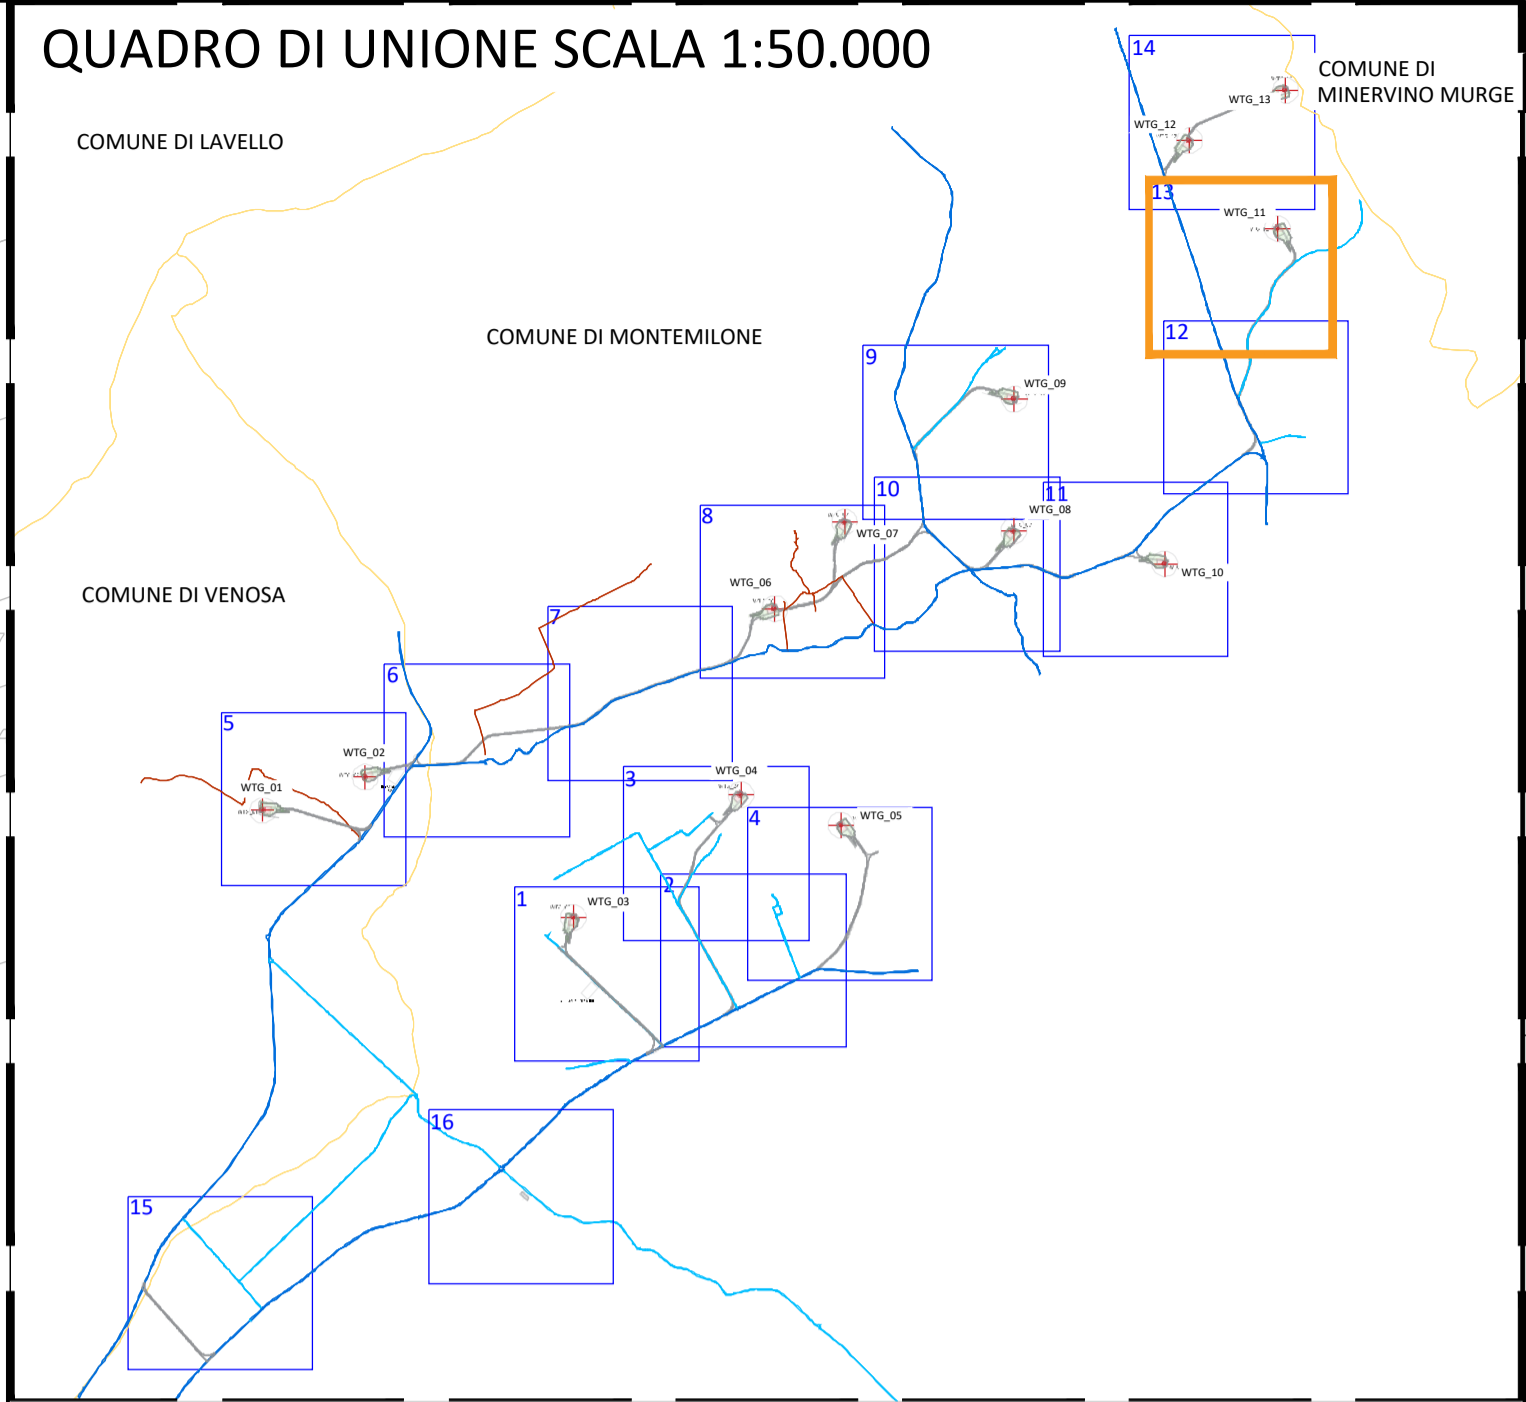 QUADRO DI UNIONE SCALA 1:50.000
14
COMUNE DI
MINERVINO MURGE
WTG_13
WTG_12
COMUNE DI LAVELLO
13
WTG_11
COMUNE DI MONTEMILONE
12
9
WTG_09
10
11
WTG_08
8
WTG_07
WTG_10
WTG_06
COMUNE DI VENOSA
7
6
5
WTG_02
WTG_01
3
WTG_04
4
WTG_05
2
1
WTG_03
16
15